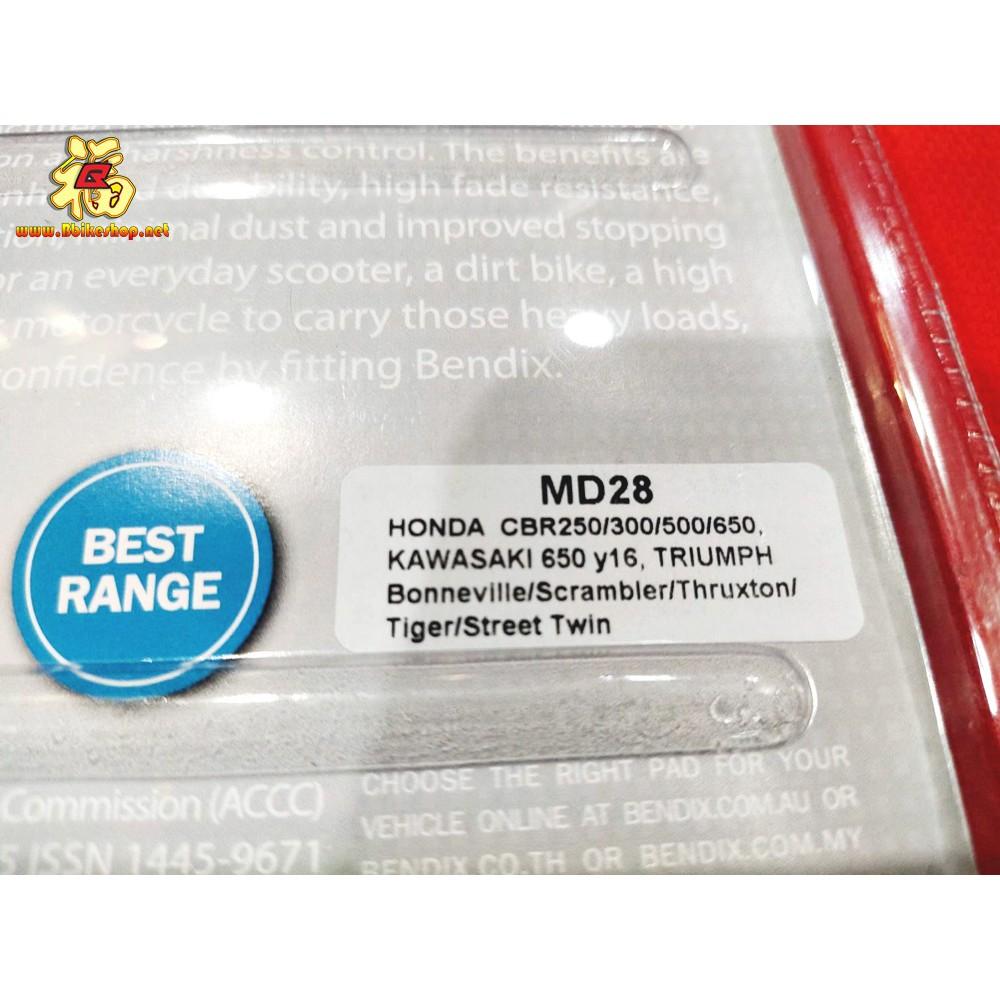 福
www.Bbikeshop.net
harshness control. The benefits are
durability, high fade resistance,
dust and improved stopping
for an everyday scooter, a dirt bike, a high
motorcycle to carry those heavy loads,
confidence by fitting Bendix.
BEST
RANGE
MD28
HONDA CBR250/300/500/650,
KAWASAKI 650 y16, TRIUMPH
Bonneville/Scrambler/Thruxton/
Tiger/Street Twin
Commission (ACCC)
5 ISSN 1445-9671
CHOOSE THE RIGHT PAD FOR YOUR
VEHICLE ONLINE AT BENDIX.COM.AU OR
BENDIX.CO.TH OR BENDIX.COM.MY